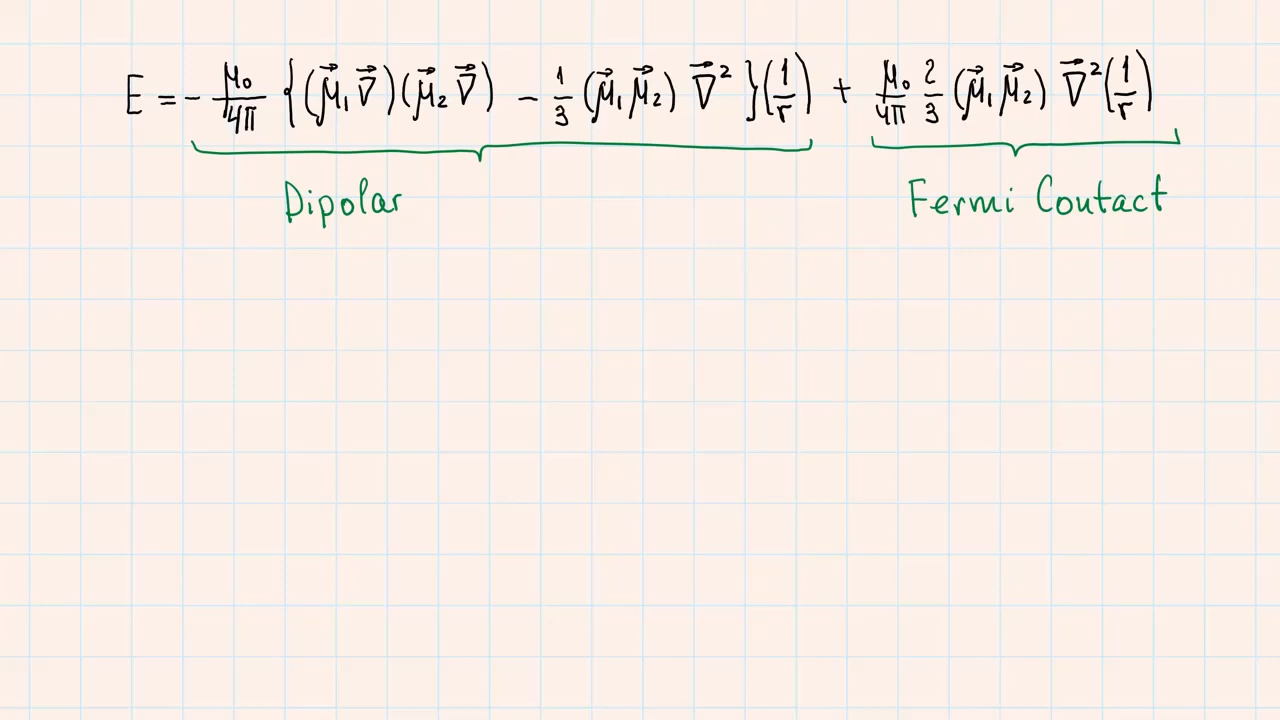 E = - μ₀/4π {(μ⃗₁∇⃗)(μ⃗₂∇⃗) - 1/3 (μ⃗₁μ⃗₂) ∇⃗²}(1/r) + μ₀/4π 2/3 (μ⃗₁μ⃗₂) ∇⃗²(1/r)
Dipolar Fermi Contact